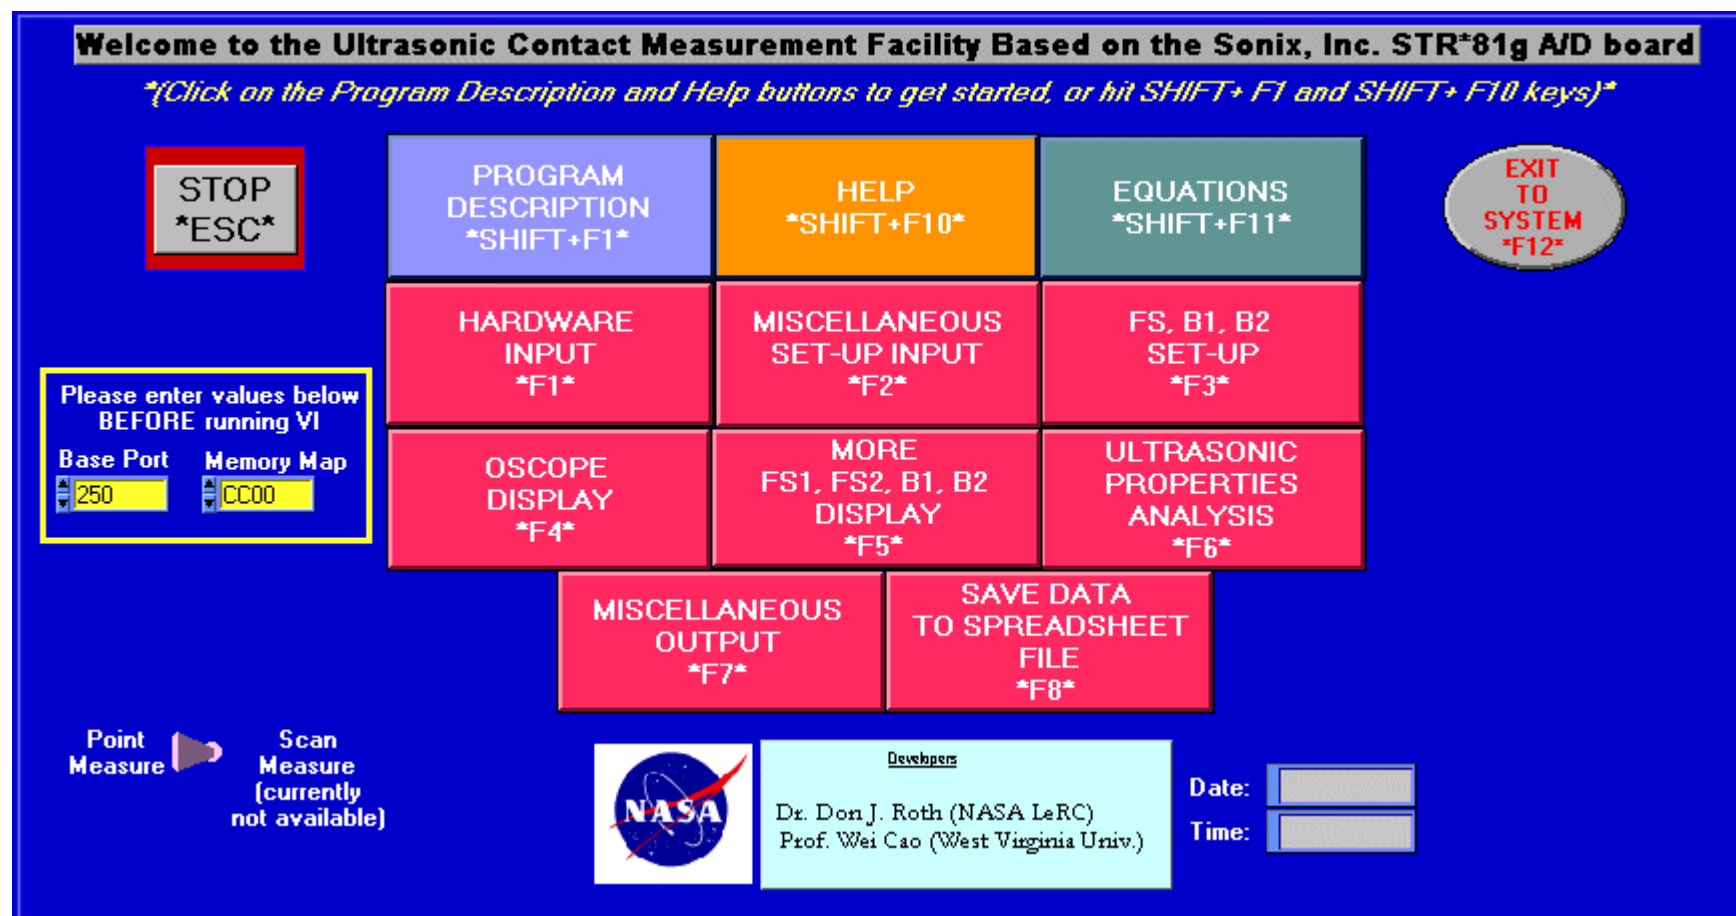 Welcome to the Ultrasonic Contact Measurement Facility Based on the Sonix, Inc. STR*81g A/D board
*(Click on the Program Description and Help buttons to get started, or hit SHIFT+ F1 and SHIFT+ F10 keys)*
STOP
*ESC*
PROGRAM
DESCRIPTION
*SHIFT+F1*
HELP
*SHIFT+F10*
EQUATIONS
*SHIFT+F11*
EXIT
TO
SYSTEM
*F12*
HARDWARE
INPUT
*F1*
MISCELLANEOUS
SET-UP INPUT
*F2*
FS, B1, B2
SET-UP
*F3*
Please enter values below
BEFORE running VI
Base Port
250
Memory Map
CC00
OSCOPE
DISPLAY
*F4*
MORE
FS1, FS2, B1, B2
DISPLAY
*F5*
ULTRASONIC
PROPERTIES
ANALYSIS
*F6*
MISCELLANEOUS
OUTPUT
*F7*
SAVE DATA
TO SPREADSHEET
FILE
*F8*
Point
Measure
Scan
Measure
(currently
not available)
NASA
Developers
Dr. Don J. Roth (NASA LeRC)
Prof. Wei Cao (West Virginia Univ.)
Date:
Time: